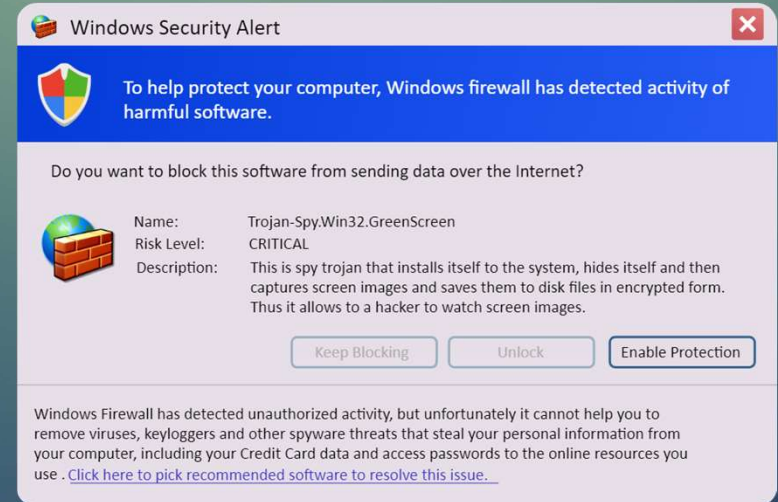 Windows Security Alert
To help protect your computer, Windows firewall has detected activity of
harmful software.
Do you want to block this software from sending data over the Internet?
Name: Trojan-Spy.Win32.GreenScreen
Risk Level: CRITICAL
Description: This is spy trojan that installs itself to the system, hides itself and then
captures screen images and saves them to disk files in encrypted form.
Thus it allows to a hacker to watch screen images.
Keep Blocking Unlock Enable Protection
Windows Firewall has detected unauthorized activity, but unfortunately it cannot help you to
remove viruses, keyloggers and other spyware threats that steal your personal information from
your computer, including your Credit Card data and access passwords to the online resources you
use . Click here to pick recommended software to resolve this issue.